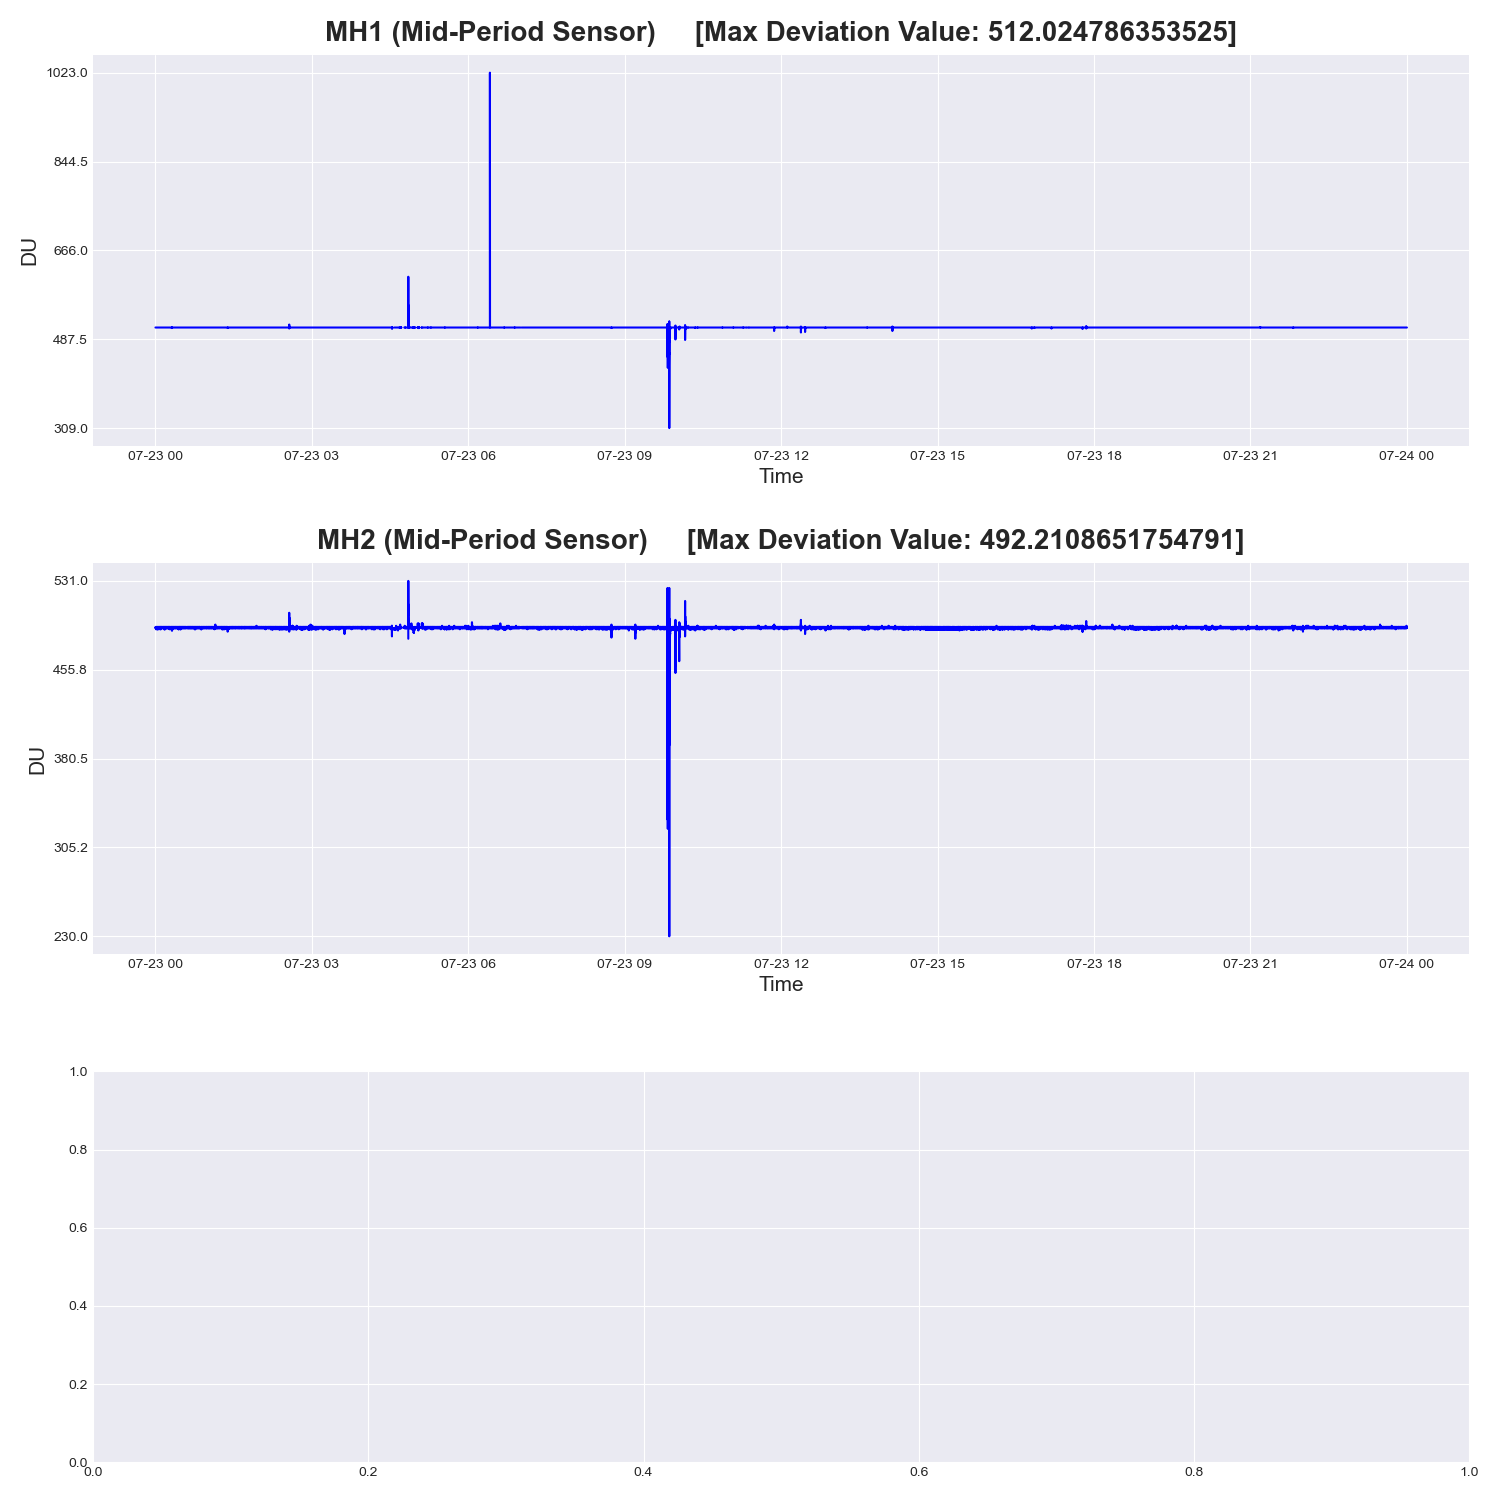 MH1 (Mid-Period Sensor) [Max Deviation Value: 512.024786353525]
1023.0
844.5
666.0
487.5
309.0
DU
07-23 00 07-23 03 07-23 06 07-23 09 07-23 12 07-23 15 07-23 18 07-23 21 07-24 00
Time
MH2 (Mid-Period Sensor) [Max Deviation Value: 492.2108651754791]
531.0
455.8
380.5
305.2
230.0
DU
07-23 00 07-23 03 07-23 06 07-23 09 07-23 12 07-23 15 07-23 18 07-23 21 07-24 00
Time
1.0
0.8
0.6
0.4
0.2
0.0
0.0 0.2 0.4 0.6 0.8 1.0